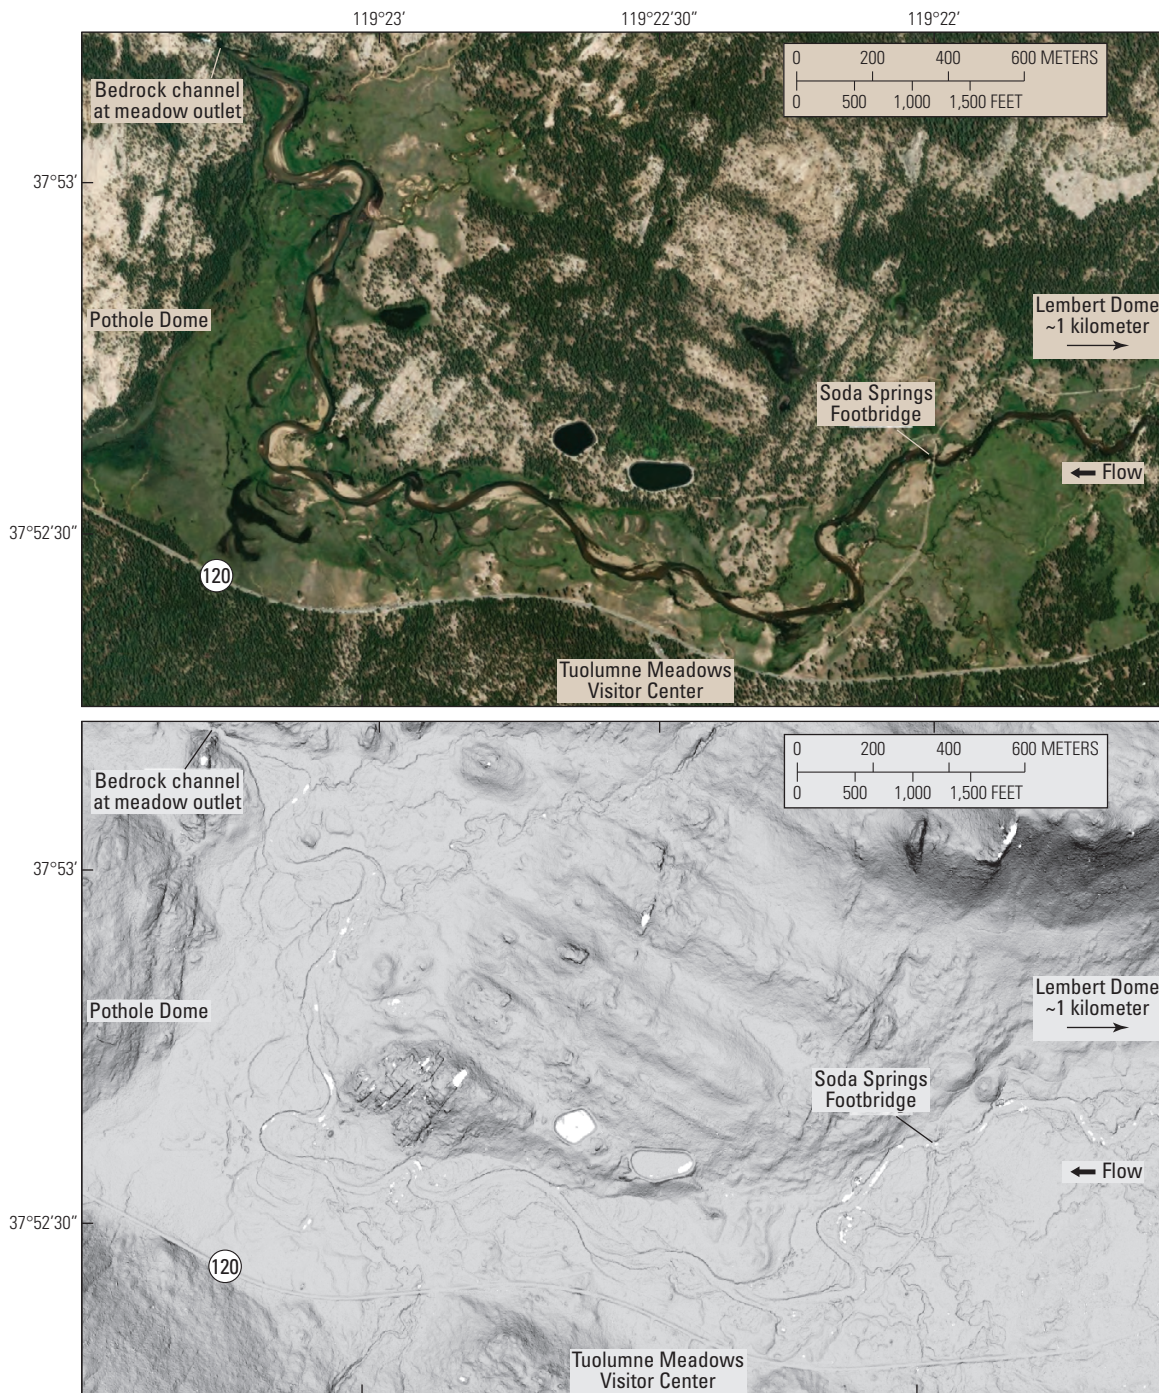 119°23'
119°22'30"
119°22'
0 200 400 600 METERS
0 500 1,000 1,500 FEET
Bedrock channel
at meadow outlet
37°53'
Pothole Dome
Lembert Dome
~1 kilometer
Soda Springs
Footbridge
Flow
37°52'30"
120
Tuolumne Meadows
Visitor Center
0 200 400 600 METERS
0 500 1,000 1,500 FEET
Bedrock channel
at meadow outlet
37°53'
Pothole Dome
Lembert Dome
~1 kilometer
Soda Springs
Footbridge
Flow
37°52'30"
120
Tuolumne Meadows
Visitor Center